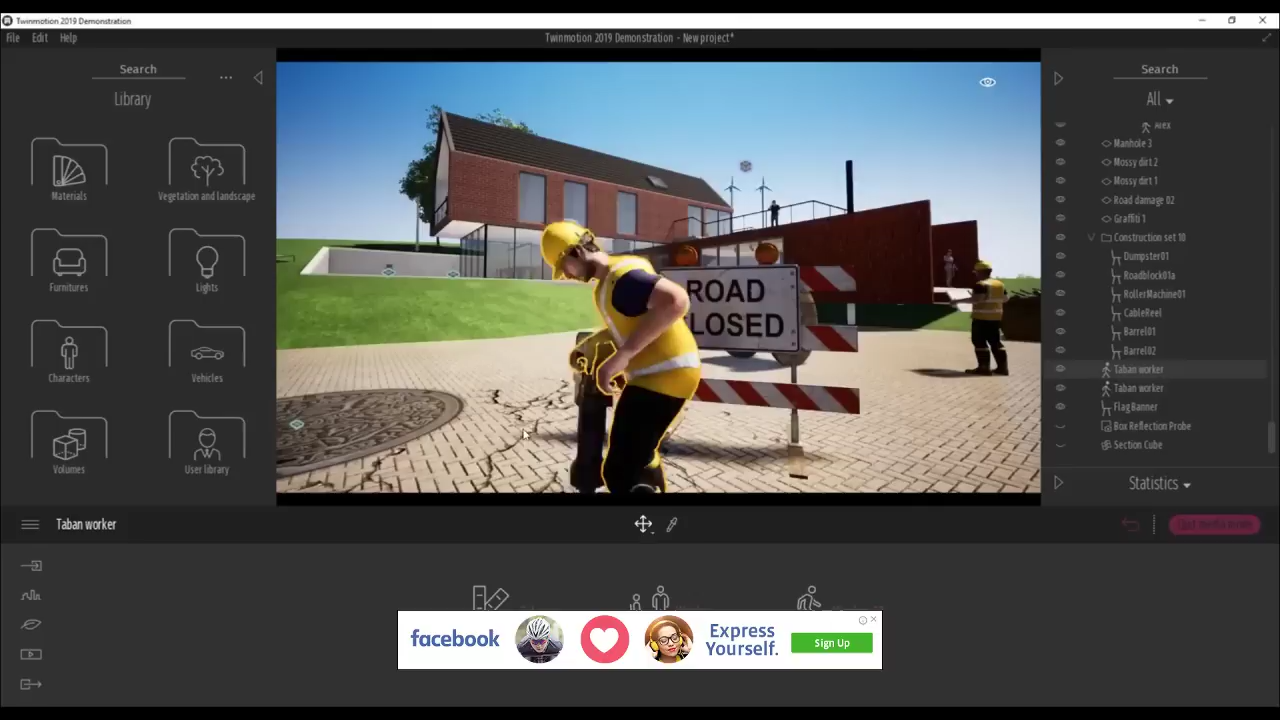 Twinmotion 2019 Demonstration
File Edit Help
Twinmotion 2019 Demonstration - New project*
Search
Library
Materials
Vegetation and landscape
Furnitures
Lights
Characters
Vehicles
Volumes
User library
ROAD
LOSED
Search
All
Alex
Manhole 3
Mossy dirt 2
Mossy dirt 1
Road damage 02
Graffiti 1
Construction set 10
Dumpster01
Roadblock01a
RollerMachine01
CableReel
Barrel01
Barrel02
Taban worker
Taban worker
FlagBanner
Box Reflection Probe
Section Cube
Statistics
Taban worker
facebook
Express
Yourself.
Sign Up